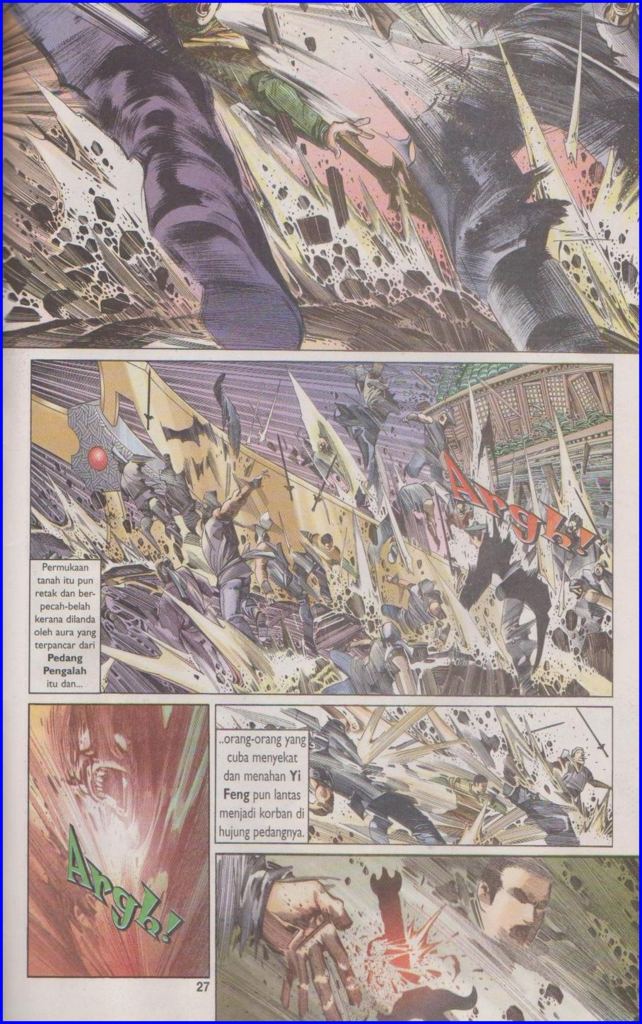 Argh!
Permukaan
tanah itu pun
retak dan ber-
pecah-belah
kerana dilanda
oleh aura yang
terpancar dari
Pedang
Pengalah
itu dan...
..orang-orang yang
cuba menyekat
dan menahan Yi
Feng pun lantas
menjadi korban di
hujung pedangnya.
Argh!
27